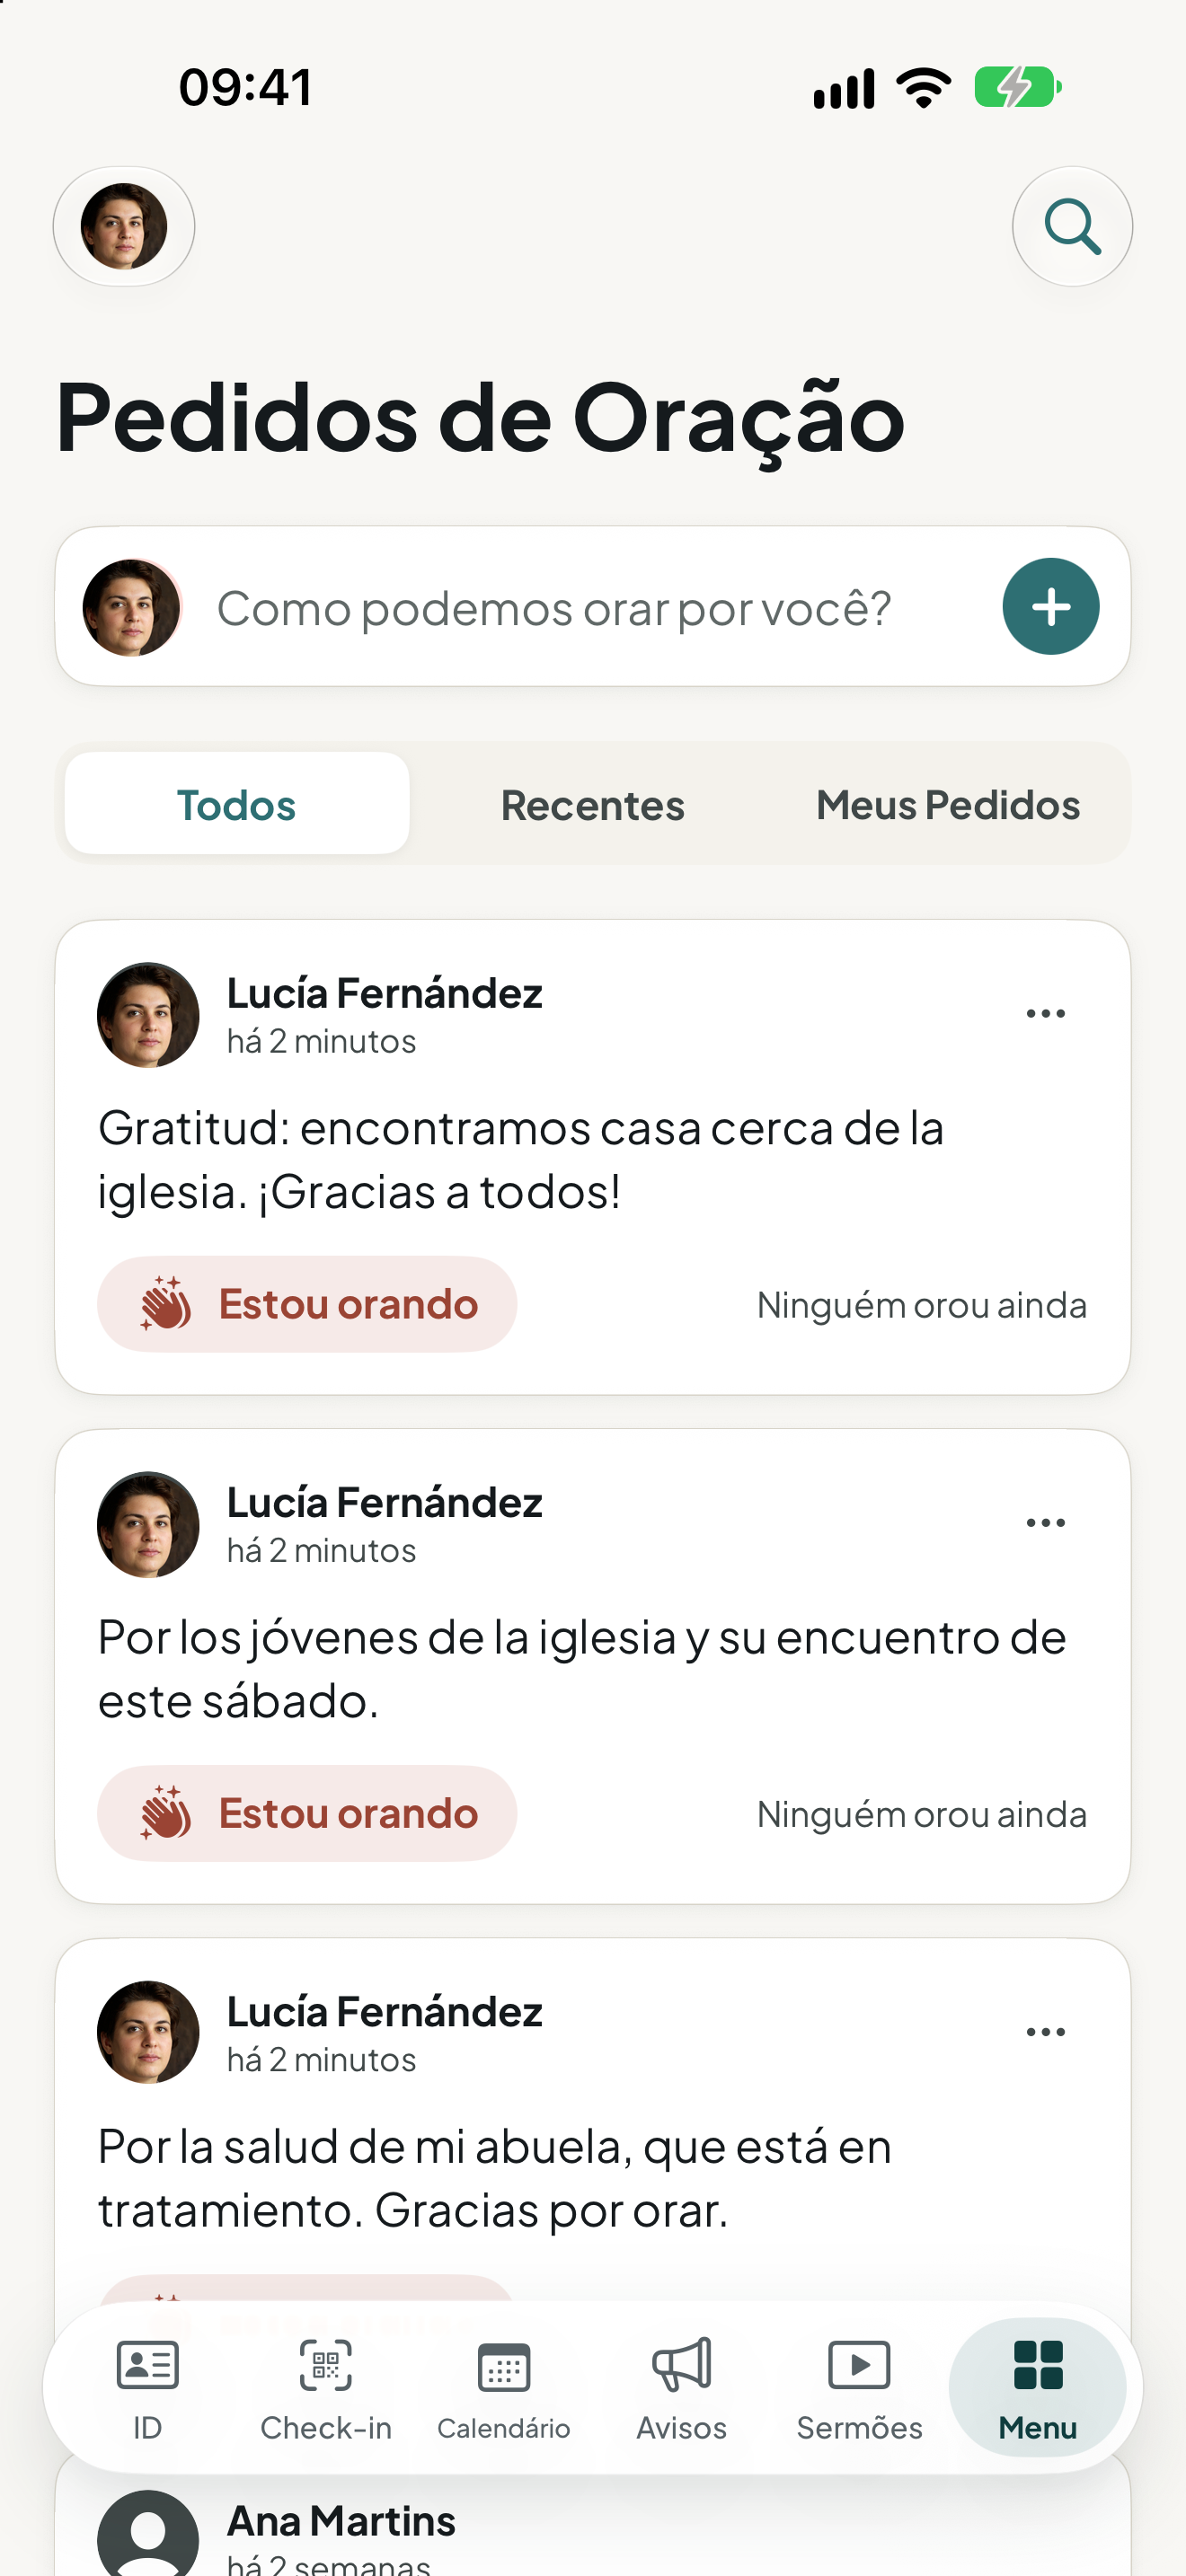 09:41
Pedidos de Oração
Como podemos orar por você?
Todos
Recentes
Meus Pedidos
Lucía Fernández
há 2 minutos
Gratitud: encontramos casa cerca de la
iglesia. ¡Gracias a todos!
Estou orando
Ninguém orou ainda
Lucía Fernández
há 2 minutos
Por los jóvenes de la iglesia y su encuentro de
este sábado.
Estou orando
Ninguém orou ainda
Lucía Fernández
há 2 minutos
Por la salud de mi abuela, que está en
tratamiento. Gracias por orar.
ID
Check-in
Calendário
Avisos
Sermões
Menu
Ana Martins
há 2 semanas